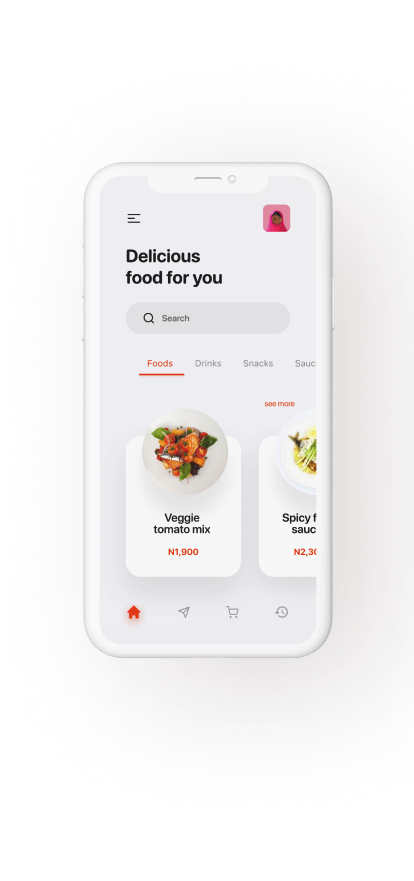 Delicious
food for you
Search
Foods Drinks Snacks Sauc
see more
Veggie
tomato mix
N1,900
Spicy f
sauc
N2,30